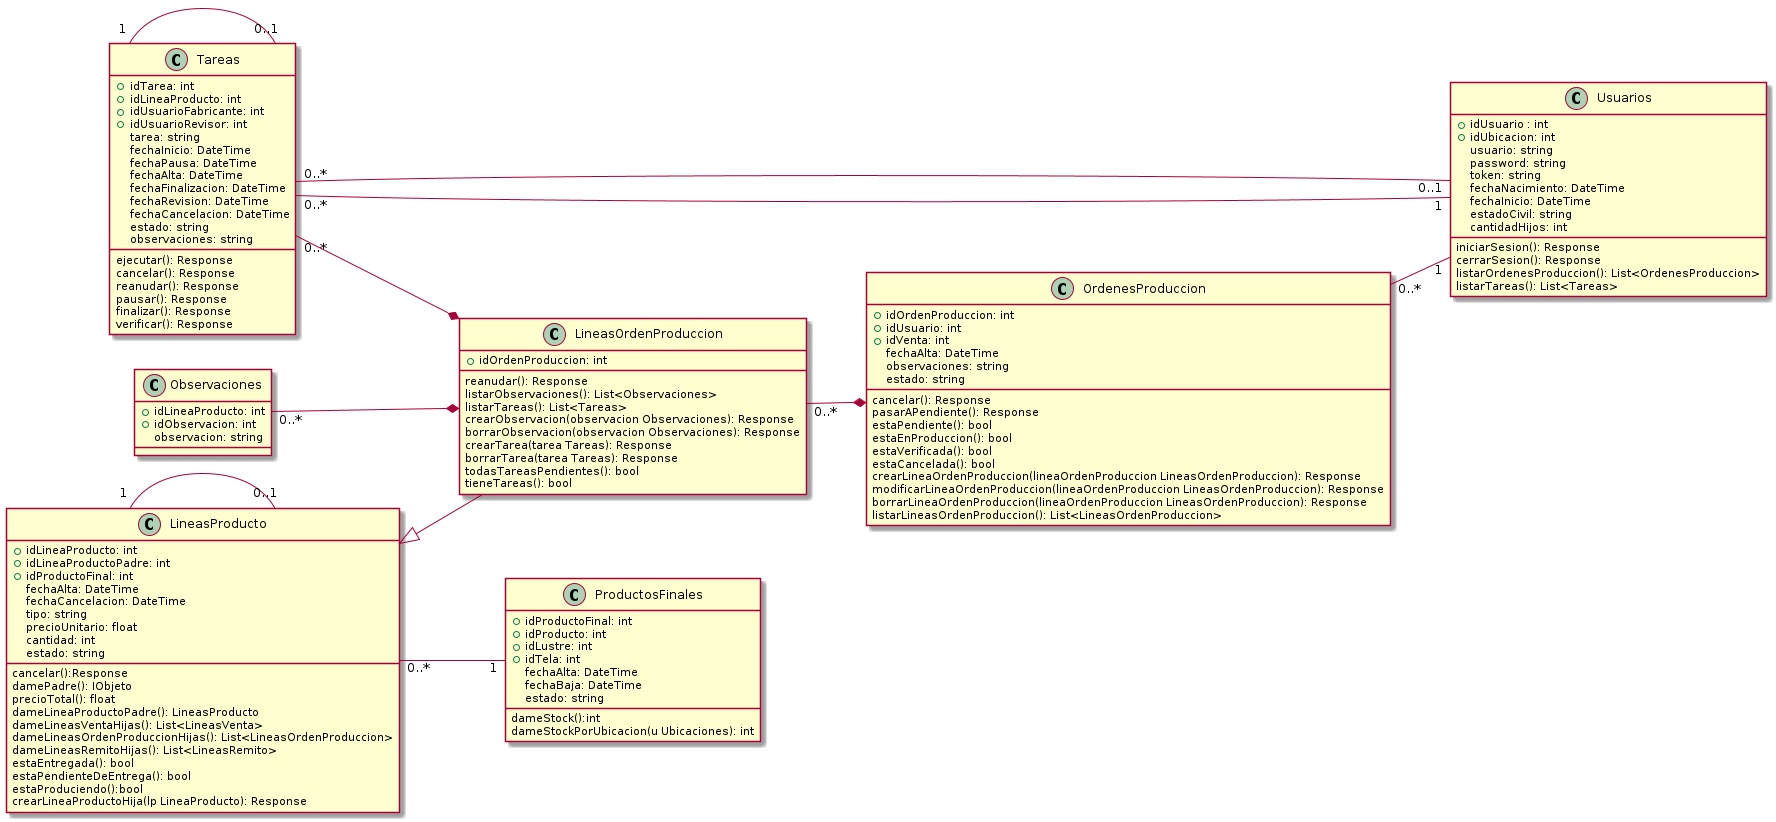 1
0..1
C Tareas
idTarea: int
idLineaProducto: int
idUsuarioFabricante: int
idUsuarioRevisor: int
tarea: string
fechaInicio: DateTime
fechaPausa: DateTime
fechaAlta: DateTime
fechaFinalizacion: DateTime
fechaRevision: DateTime
fechaCancelacion: DateTime
estado: string
observaciones: string
ejecutar(): Response
cancelar(): Response
reanudar(): Response
pausar(): Response
finalizar(): Response
verificar(): Response
0..*
0..*
0..*
0..1
1
C Usuarios
idUsuario : int
idUbicacion: int
usuario: string
password: string
token: string
fechaNacimiento: DateTime
fechaInicio: DateTime
estadoCivil: string
cantidadHijos: int
iniciarSesion(): Response
cerrarSesion(): Response
listarOrdenesProduccion(): List<OrdenesProduccion>
listarTareas(): List<Tareas>
1
0..*
C OrdenesProduccion
idOrdenProduccion: int
idUsuario: int
idVenta: int
fechaAlta: DateTime
observaciones: string
estado: string
cancelar(): Response
pasarAPendiente(): Response
estaPendiente(): bool
estaEnProduccion(): bool
estaVerificada(): bool
estaCancelada(): bool
crearLineaOrdenProduccion(lineaOrdenProduccion LineasOrdenProduccion): Response
modificarLineaOrdenProduccion(lineaOrdenProduccion LineasOrdenProduccion): Response
borrarLineaOrdenProduccion(lineaOrdenProduccion LineasOrdenProduccion): Response
listarLineasOrdenProduccion(): List<LineasOrdenProduccion>
C LineasOrdenProduccion
idOrdenProduccion: int
reanudar(): Response
listarObservaciones(): List<Observaciones>
listarTareas(): List<Tareas>
crearObservacion(observacion Observaciones): Response
borrarObservacion(observacion Observaciones): Response
crearTarea(tarea Tareas): Response
borrarTarea(tarea Tareas): Response
todasTareasPendientes(): bool
tieneTareas(): bool
0..*
C Observaciones
idLineaProducto: int
idObservacion: int
observacion: string
0..*
1
0..1
C LineasProducto
idLineaProducto: int
idLineaProductoPadre: int
idProductoFinal: int
fechaAlta: DateTime
fechaCancelacion: DateTime
tipo: string
precioUnitario: float
cantidad: int
estado: string
cancelar():Response
damePadre(): IObjeto
precioTotal(): float
dameLineaProductoPadre(): LineasProducto
dameLineasVentaHijas(): List<LineasVenta>
dameLineasOrdenProduccionHijas(): List<LineasOrdenProduccion>
dameLineasRemitoHijas(): List<LineasRemito>
estaEntregada(): bool
estaPendienteDeEntrega(): bool
estaProduciendo():bool
crearLineaProductoHija(lp LineaProducto): Response
0..*
1
C ProductosFinales
idProductoFinal: int
idProducto: int
idLustre: int
idTela: int
fechaAlta: DateTime
fechaBaja: DateTime
estado: string
dameStock():int
dameStockPorUbicacion(u Ubicaciones): int